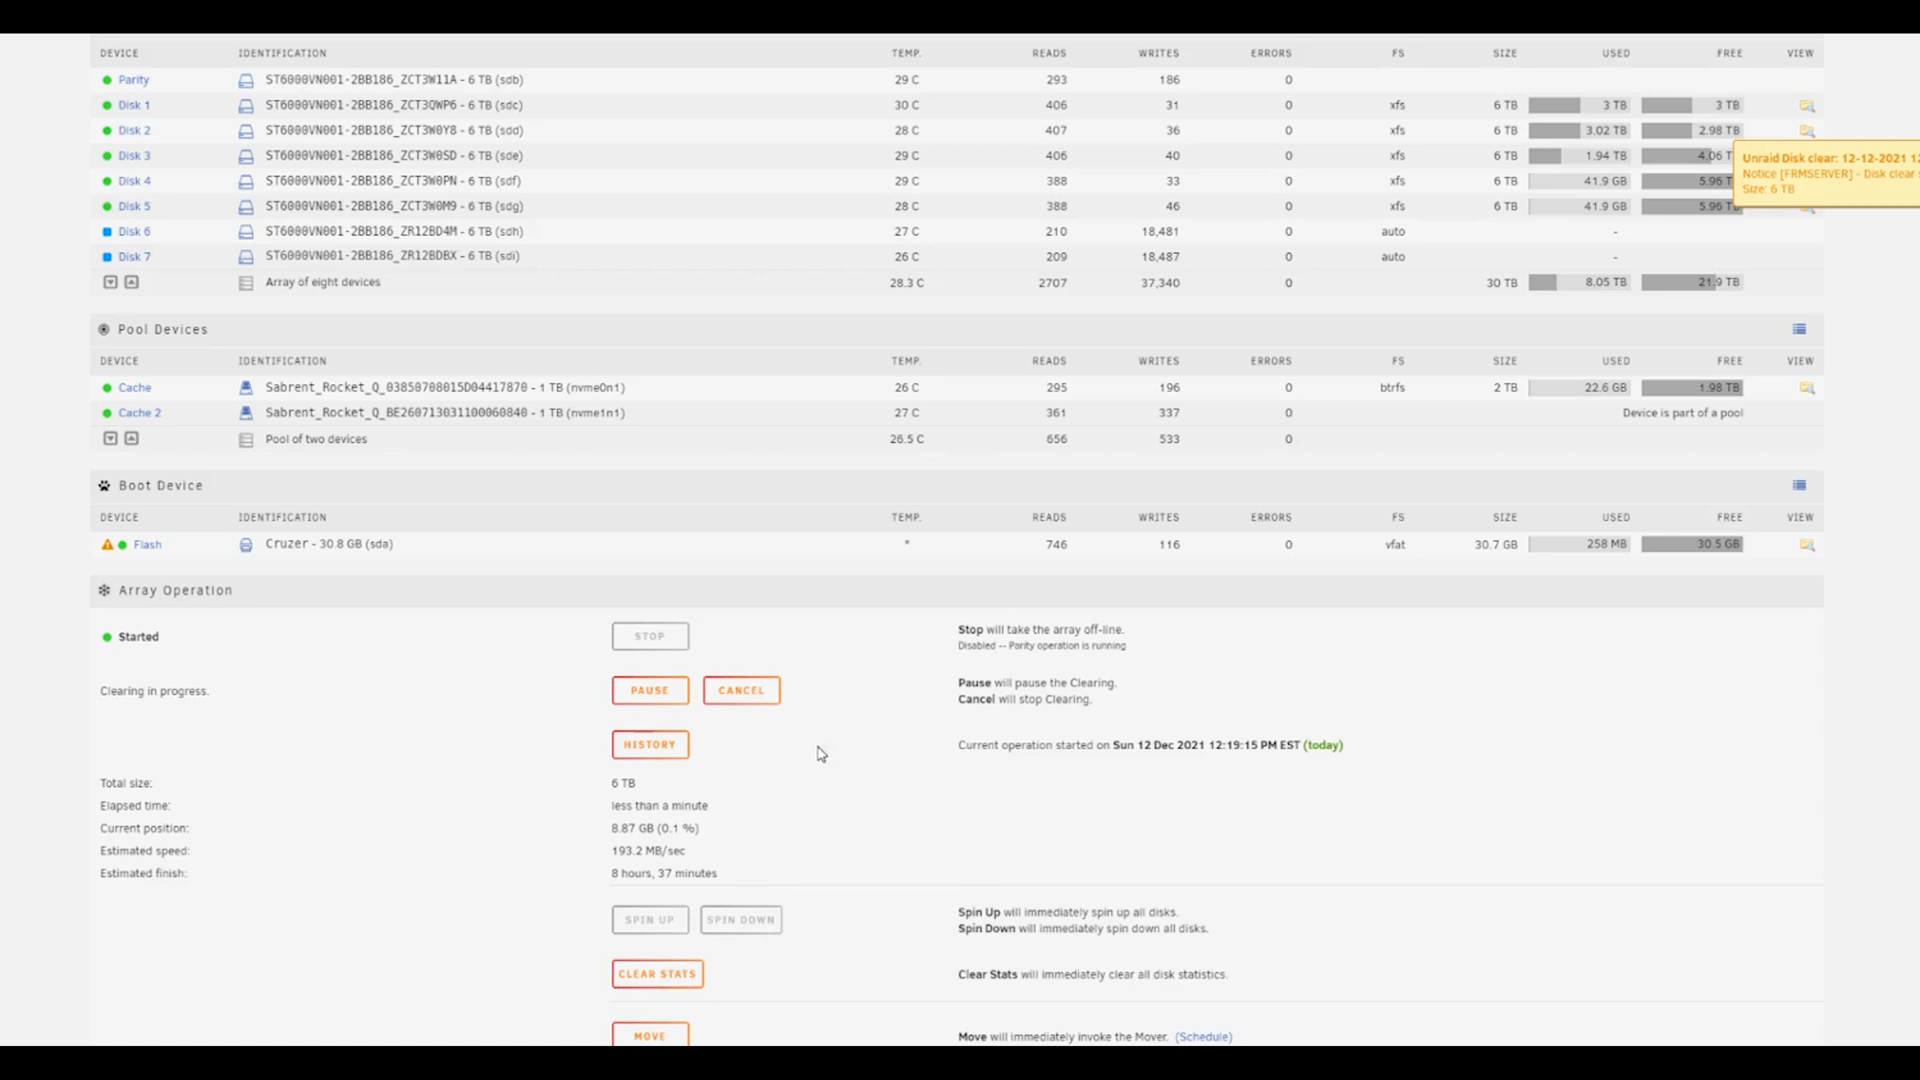 DEVICE IDENTIFICATION TEMP. READS WRITES ERRORS FS SIZE USED FREE VIEW
Parity ST6000VN001-2BB186_ZCT3W11A - 6 TB (sdb) 29 C 293 186 0
Disk 1 ST6000VN001-2BB186_ZCT3QWP6 - 6 TB (sdc) 30 C 406 31 0 xfs 6 TB 3 TB 3 TB
Disk 2 ST6000VN001-2BB186_ZCT3W0Y8 - 6 TB (sdd) 28 C 407 36 0 xfs 6 TB 3.02 TB 2.98 TB
Disk 3 ST6000VN001-2BB186_ZCT3W0SD - 6 TB (sde) 29 C 406 40 0 xfs 6 TB 1.94 TB 4.06 T
Disk 4 ST6000VN001-2BB186_ZCT3W0PN - 6 TB (sdf) 29 C 388 33 0 xfs 6 TB 41.9 GB 5.96 T
Disk 5 ST6000VN001-2BB186_ZCT3W0M9 - 6 TB (sdg) 28 C 388 46 0 xfs 6 TB 41.9 GB 5.96 T
Unraid Disk clear: 12-12-2021 12
Notice [FRMSERVER] - Disk clear s
Size: 6 TB
Disk 6 ST6000VN001-2BB186_ZR12BD4M - 6 TB (sdh) 27 C 210 18,481 0 auto -
Disk 7 ST6000VN001-2BB186_ZR12BDBX - 6 TB (sdi) 26 C 209 18,487 0 auto -
Array of eight devices 28.3 C 2707 37,340 0 30 TB 8.05 TB 21.9 TB
Pool Devices
DEVICE IDENTIFICATION TEMP. READS WRITES ERRORS FS SIZE USED FREE VIEW
Cache Sabrent_Rocket_Q_03850708015D04417870 - 1 TB (nvme0n1) 26 C 295 196 0 btrfs 2 TB 22.6 GB 1.98 TB
Cache 2 Sabrent_Rocket_Q_BE260713031100060840 - 1 TB (nvme1n1) 27 C 361 337 0 Device is part of a pool
Pool of two devices 26.5 C 656 533 0
Boot Device
DEVICE IDENTIFICATION TEMP. READS WRITES ERRORS FS SIZE USED FREE VIEW
Flash Cruzer - 30.8 GB (sda) * 746 116 0 vfat 30.7 GB 258 MB 30.5 GB
Array Operation
Started STOP Stop will take the array off-line.
Disabled -- Parity operation is running
Clearing in progress. PAUSE CANCEL Pause will pause the Clearing.
Cancel will stop Clearing.
HISTORY Current operation started on Sun 12 Dec 2021 12:19:15 PM EST (today)
Total size: 6 TB
Elapsed time: less than a minute
Current position: 8.87 GB (0.1 %)
Estimated speed: 193.2 MB/sec
Estimated finish: 8 hours, 37 minutes
SPIN UP SPIN DOWN Spin Up will immediately spin up all disks.
Spin Down will immediately spin down all disks.
CLEAR STATS Clear Stats will immediately clear all disk statistics.
MOVE Move will immediately invoke the Mover. (Schedule)